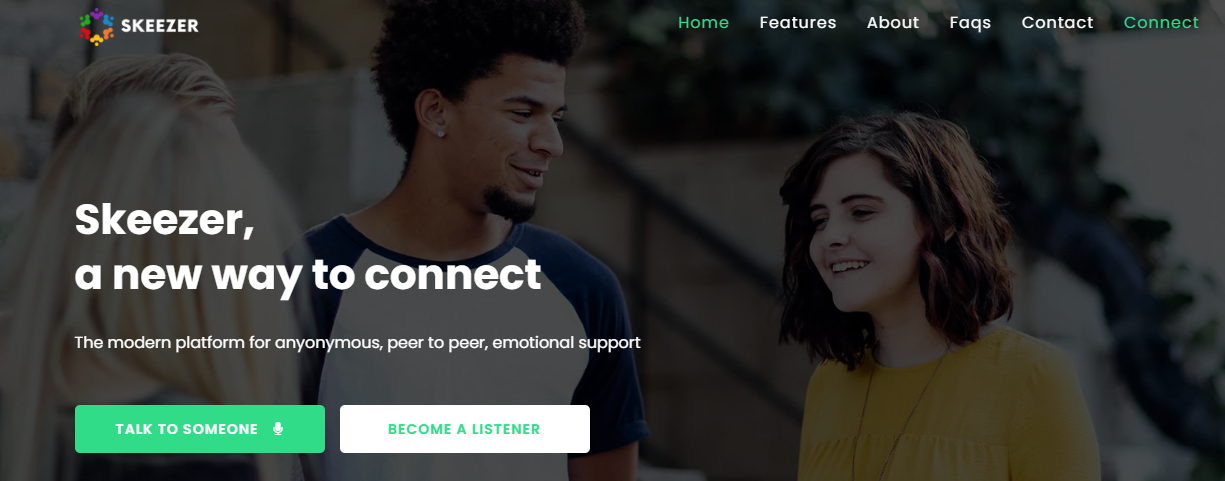 SKEEZER
Home Features About Faqs Contact Connect
Skeezer,
a new way to connect
The modern platform for anyonymous, peer to peer, emotional support
TALK TO SOMEONE
BECOME A LISTENER